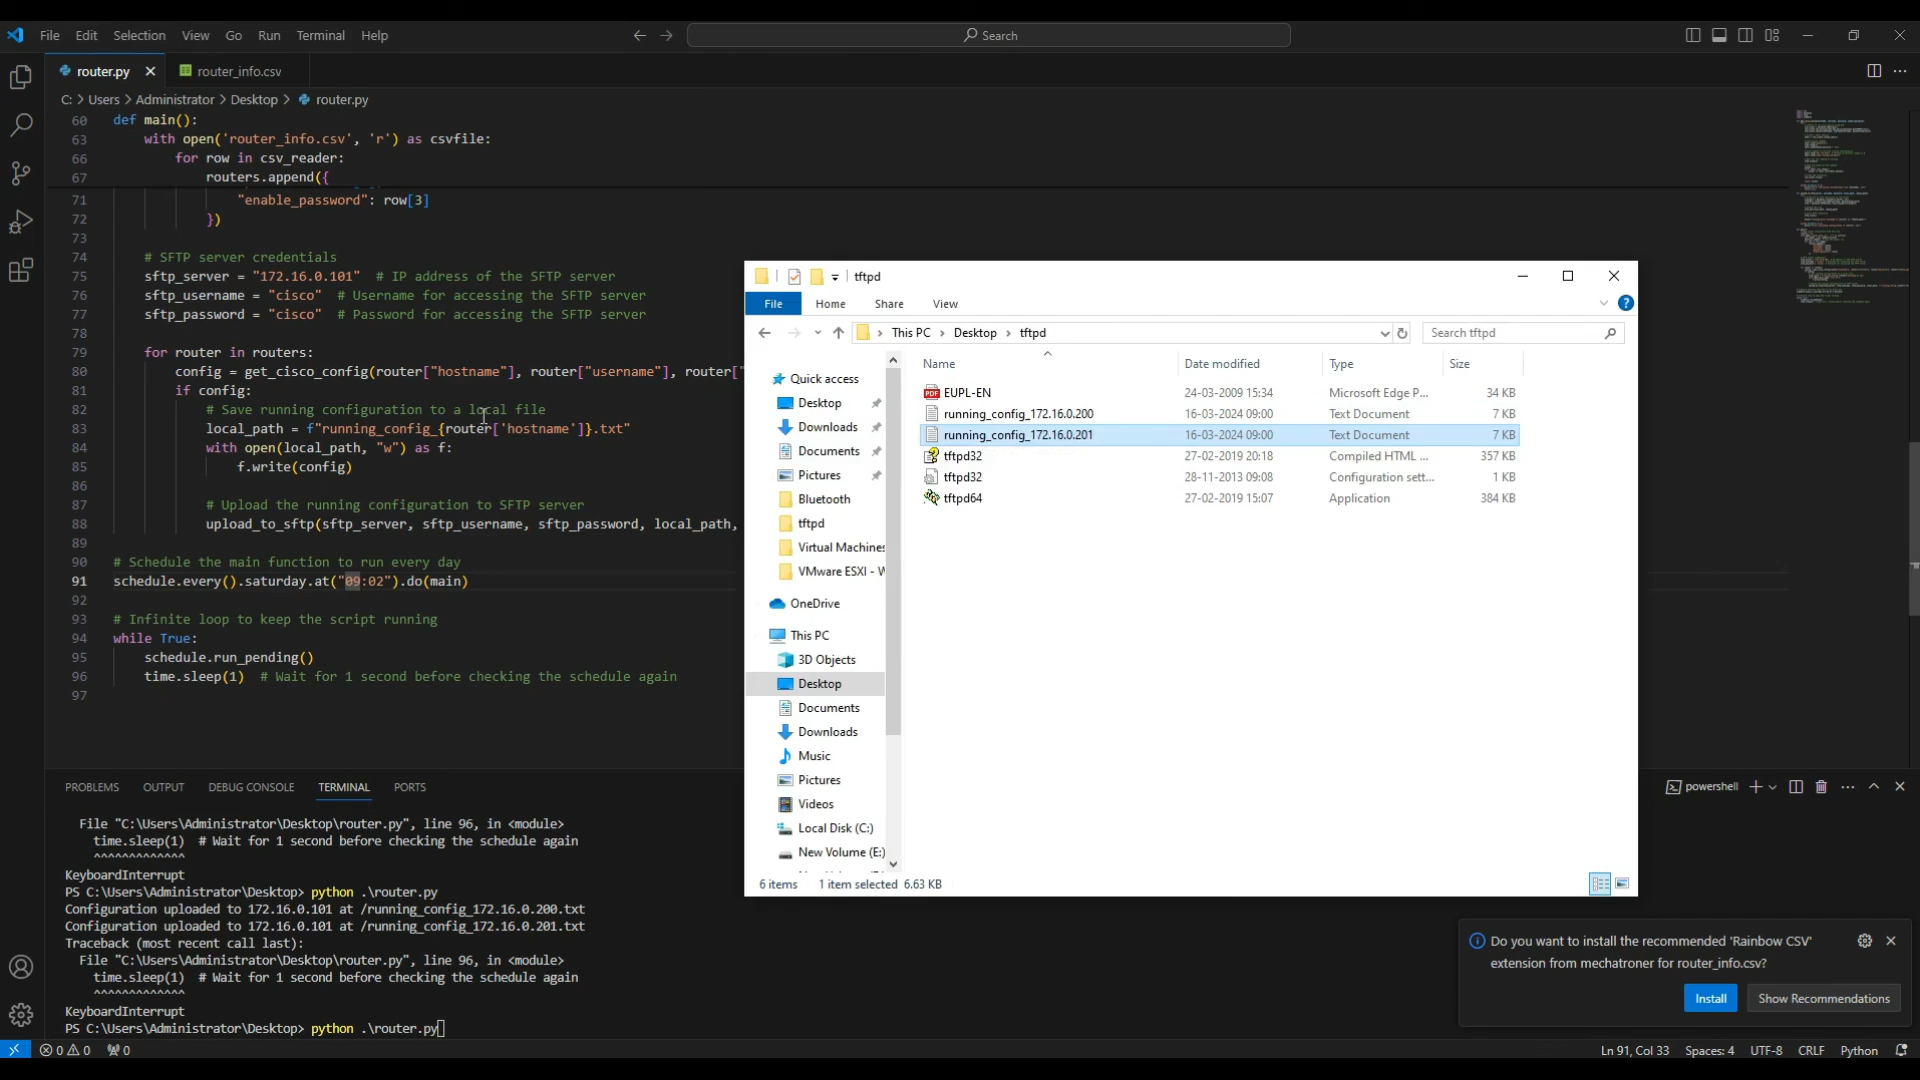 File Edit Selection View Go Run Terminal Help
Search
router.py
router_info.csv
C: > Users > Administrator > Desktop > router.py
60 def main():
63 with open('router_info.csv', 'r') as csvfile:
66 for row in csv_reader:
67 routers.append({
71 "enable_password": row[3]
72 })
73
74 # SFTP server credentials
75 sftp_server = "172.16.0.101" # IP address of the SFTP server
76 sftp_username = "cisco" # Username for accessing the SFTP server
77 sftp_password = "cisco" # Password for accessing the SFTP server
78
79 for router in routers:
80 config = get_cisco_config(router["hostname"], router["username"], router["
81 if config:
82 # Save running configuration to a local file
83 local_path = f"running_config_{router['hostname']}.txt"
84 with open(local_path, "w") as f:
85 f.write(config)
86
87 # Upload the running configuration to SFTP server
88 upload_to_sftp(sftp_server, sftp_username, sftp_password, local_path,
89
90 # Schedule the main function to run every day
91 schedule.every().saturday.at("09:02").do(main)
92
93 # Infinite loop to keep the script running
94 while True:
95 schedule.run_pending()
96 time.sleep(1) # Wait for 1 second before checking the schedule again
97
tftpd
File Home Share View
This PC > Desktop > tftpd
Search tftpd
Name Date modified Type Size
EUPL-EN 24-03-2009 15:34 Microsoft Edge P... 34 KB
running_config_172.16.0.200 16-03-2024 09:00 Text Document 7 KB
running_config_172.16.0.201 16-03-2024 09:00 Text Document 7 KB
tftpd32 27-02-2019 20:18 Compiled HTML ... 357 KB
tftpd32 28-11-2013 09:08 Configuration sett... 1 KB
tftpd64 27-02-2019 15:07 Application 384 KB
Quick access
Desktop
Downloads
Documents
Pictures
Bluetooth
tftpd
Virtual Machines
VMware ESXI - W
OneDrive
This PC
3D Objects
Desktop
Documents
Downloads
Music
Pictures
Videos
Local Disk (C:)
New Volume (E:)
6 items 1 item selected 6.63 KB
PROBLEMS OUTPUT DEBUG CONSOLE TERMINAL PORTS
powershell
File "C:\Users\Administrator\Desktop\router.py", line 96, in <module>
time.sleep(1) # Wait for 1 second before checking the schedule again
^^^^^^^^^^^^^
KeyboardInterrupt
PS C:\Users\Administrator\Desktop> python .\router.py
Configuration uploaded to 172.16.0.101 at /running_config_172.16.0.200.txt
Configuration uploaded to 172.16.0.101 at /running_config_172.16.0.201.txt
Traceback (most recent call last):
File "C:\Users\Administrator\Desktop\router.py", line 96, in <module>
time.sleep(1) # Wait for 1 second before checking the schedule again
^^^^^^^^^^^^^
KeyboardInterrupt
PS C:\Users\Administrator\Desktop> python .\router.py
Do you want to install the recommended 'Rainbow CSV'
extension from mechatroner for router_info.csv?
Install Show Recommendations
0 0 0
Ln 91, Col 33 Spaces: 4 UTF-8 CRLF Python